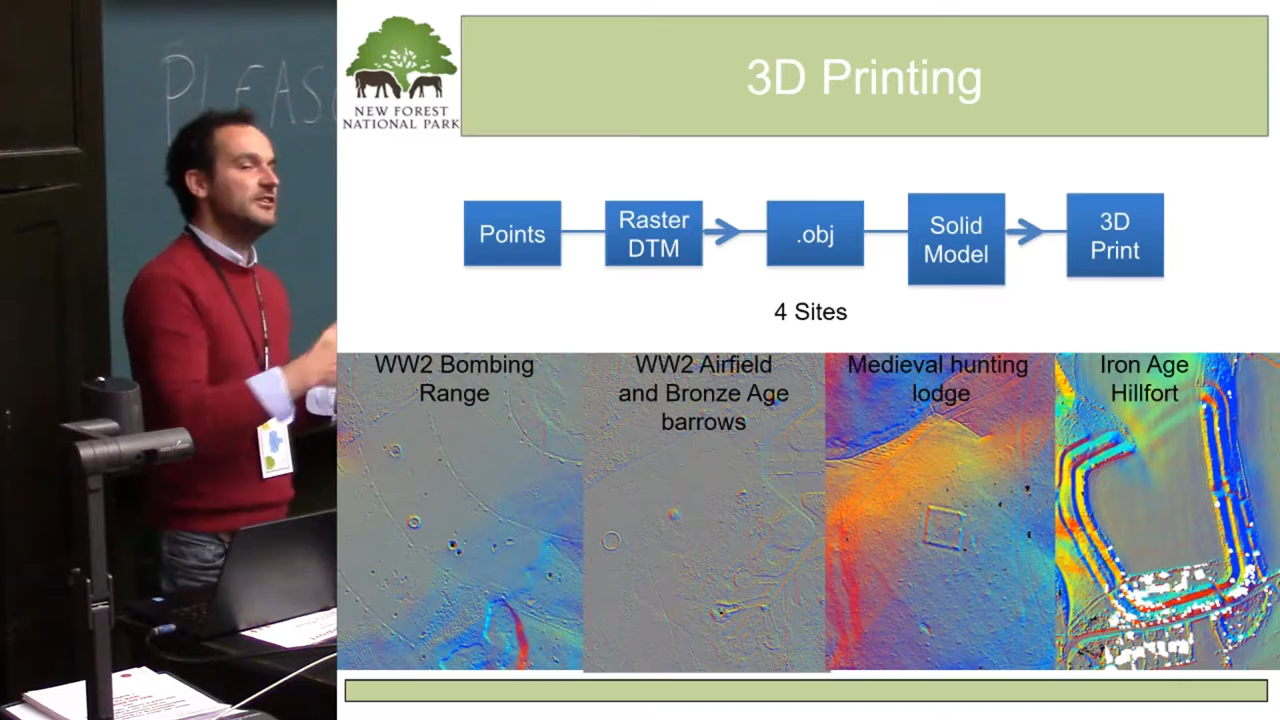 PLEAS
NEW FOREST
NATIONAL PARK
3D Printing
Points
Raster
DTM
.obj
Solid
Model
3D
Print
4 Sites
WW2 Bombing
Range
WW2 Airfield
and Bronze Age
barrows
Medieval hunting
lodge
Iron Age
Hillfort